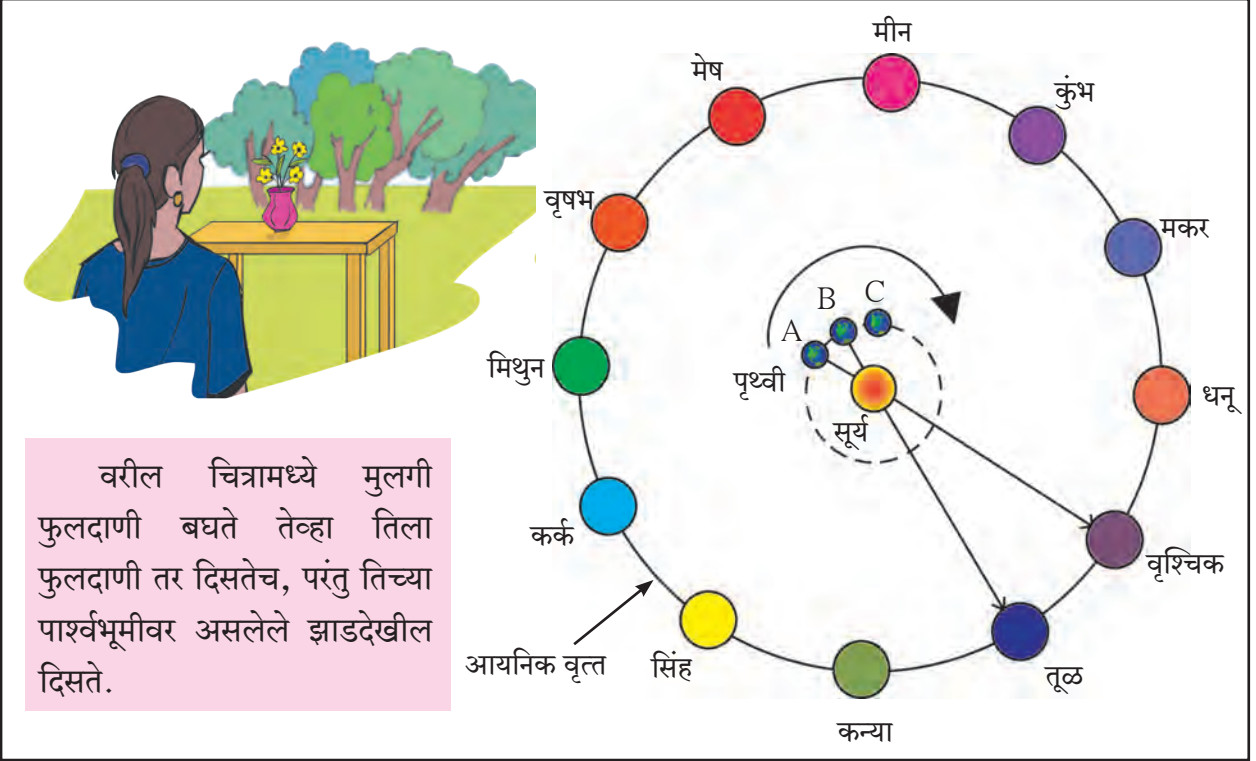 मीन
मेष
कुंभ
वृषभ
मकर
B C
A
मिथुन
पृथ्वी
धनू
सूर्य
वरील चित्रामध्ये मुलगी
फुलदाणी बघते तेव्हा तिला
फुलदाणी तर दिसतेच, परंतु तिच्या
पार्श्वभूमीवर असलेले झाडदेखील
दिसते.
कर्क
वृश्चिक
आयनिक वृत्त
सिंह
तूळ
कन्या